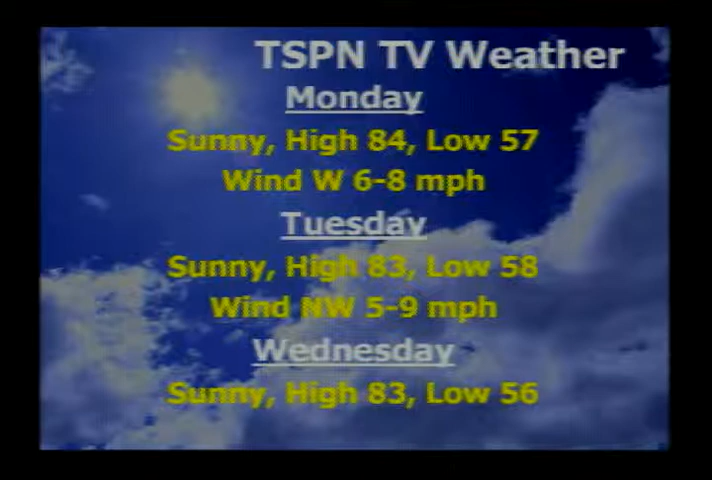 TSPN TV Weather
Monday
Sunny, High 84, Low 57
Wind W 6-8 mph
Tuesday
Sunny, High 83, Low 58
Wind NW 5-9 mph
Wednesday
Sunny, High 83, Low 56